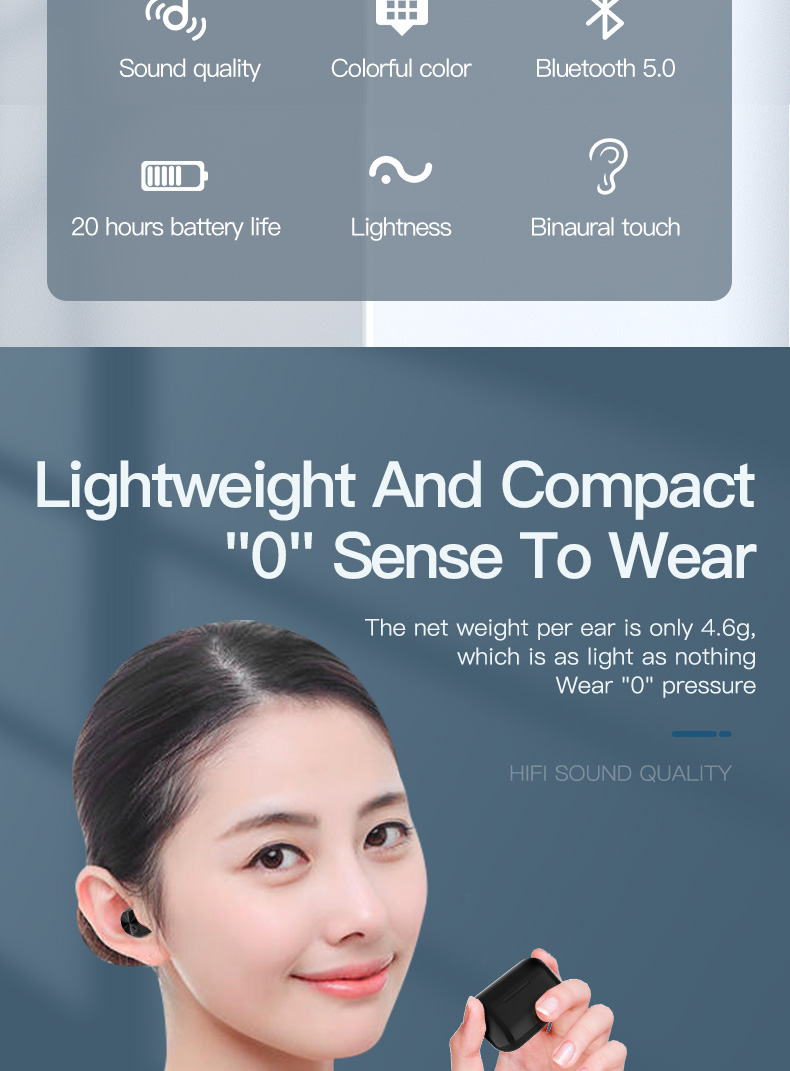 Sound quality
Colorful color
Bluetooth 5.0
20 hours battery life
Lightness
Binaural touch
Lightweight And Compact
"0" Sense To Wear
The net weight per ear is only 4.6g,
which is as light as nothing
Wear "0" pressure
HIFI SOUND QUALITY